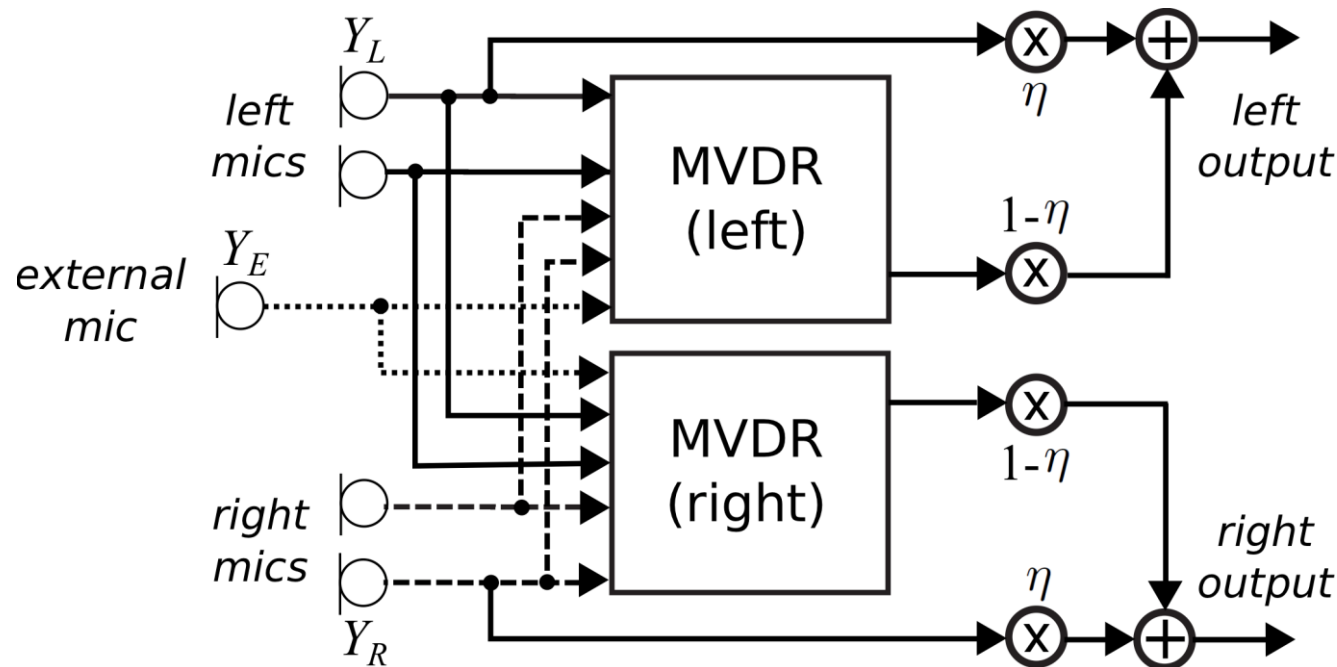 Y_L
left
mics
Y_E
external
mic
right
mics
Y_R
MVDR
(left)
MVDR
(right)
x
η
+
left
output
1-η
x
x
1-η
right
output
η
x
+